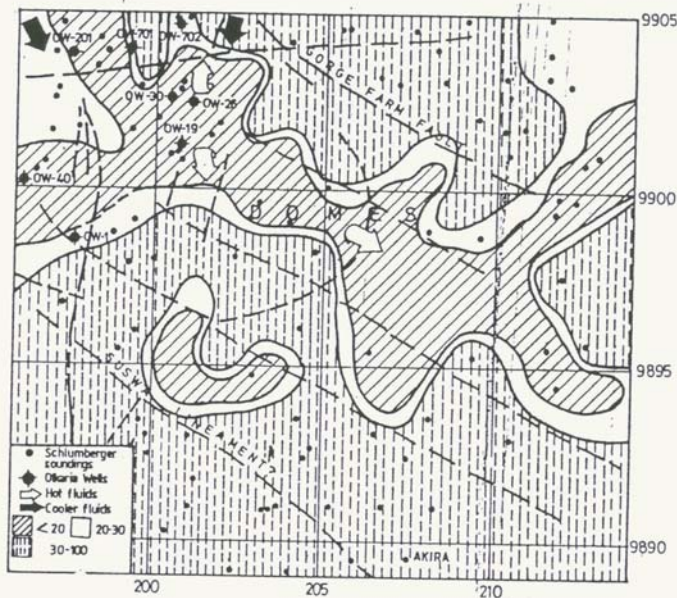 9905
OW-201
OW-701
OW-702
GORGE FARM FAULT
OW-30
OW-26
OW-19
OW-40
9900
DOMES
OW-1
9895
SUSWA LINEAMENT?
Schlumberger
soundings
Olkaria Wells
Hot fluids
Cooler fluids
< 20
20-30
30-100
9890
AKIRA
200
205
210